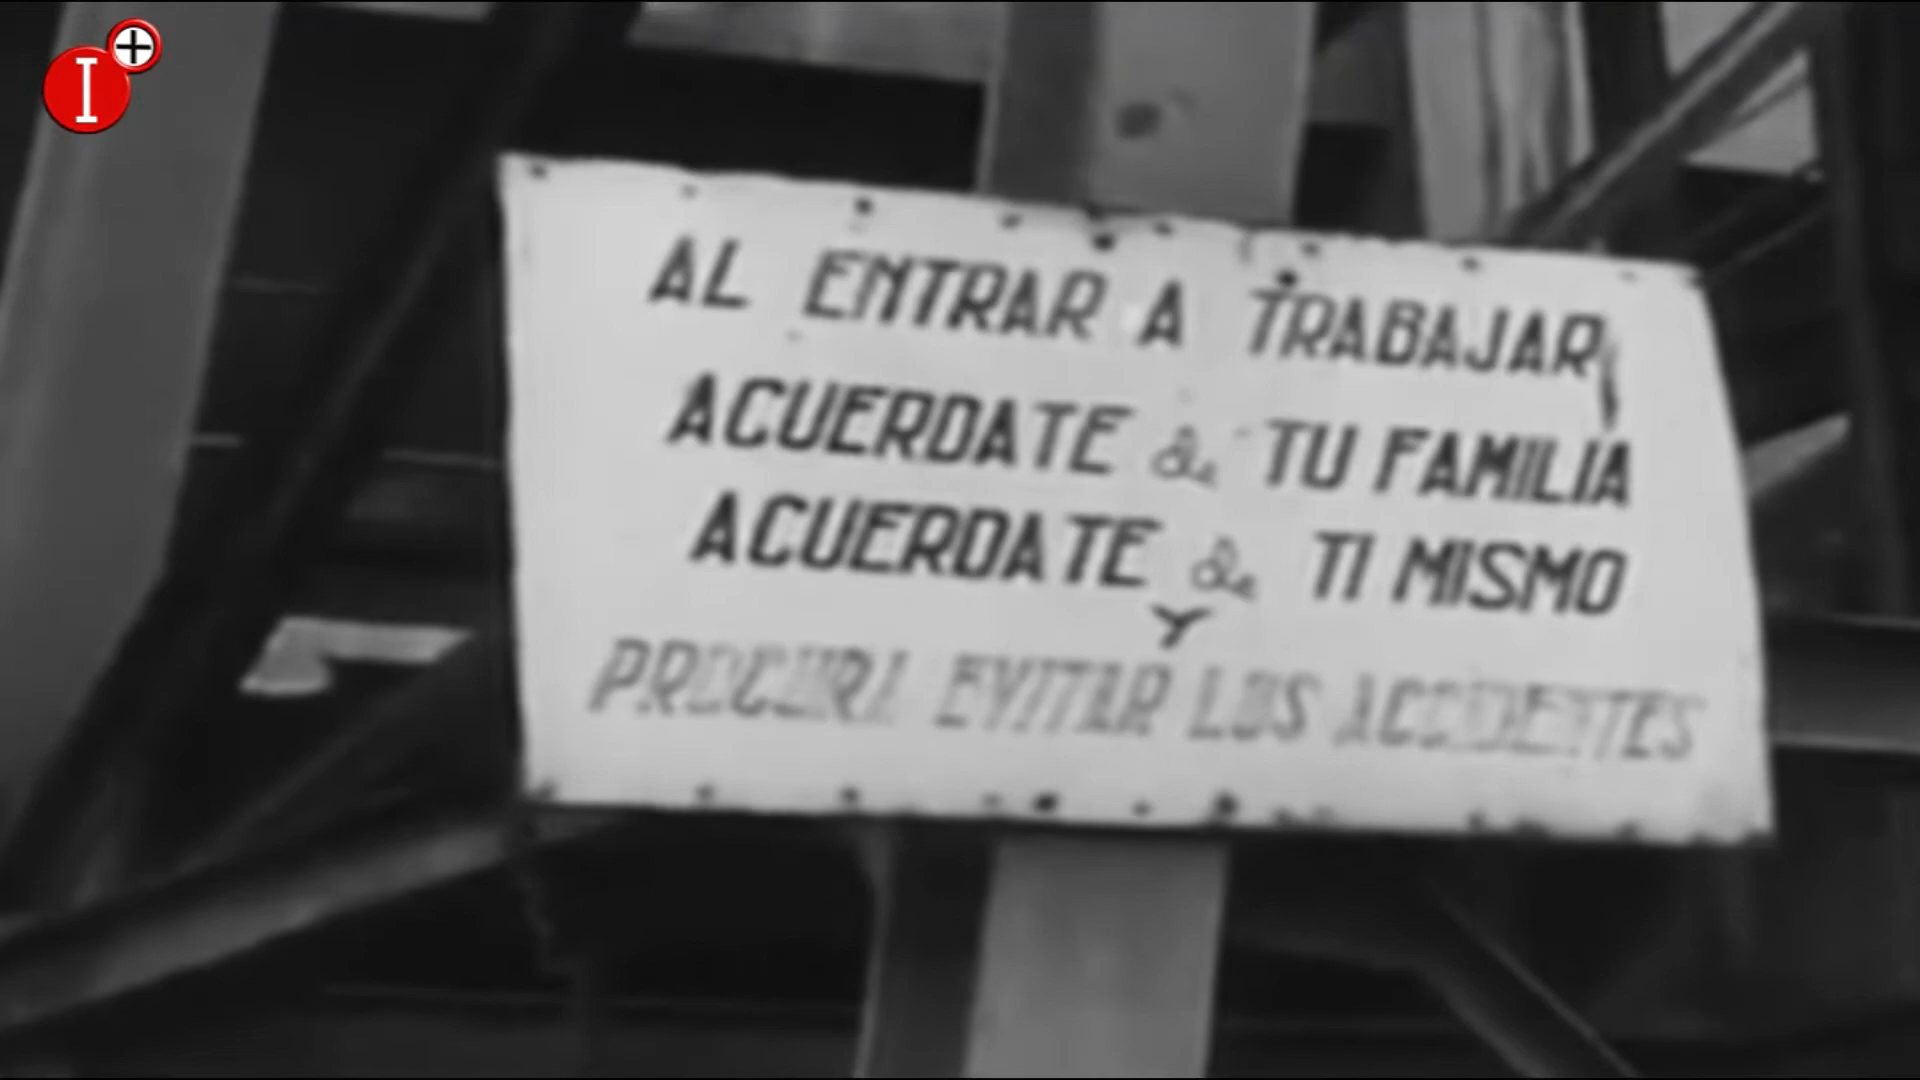 I+
AL ENTRAR A TRABAJAR
ACUERDATE de TU FAMILIA
ACUERDATE de TI MISMO
Y
PROCURA EVITAR LOS ACCIDENTES